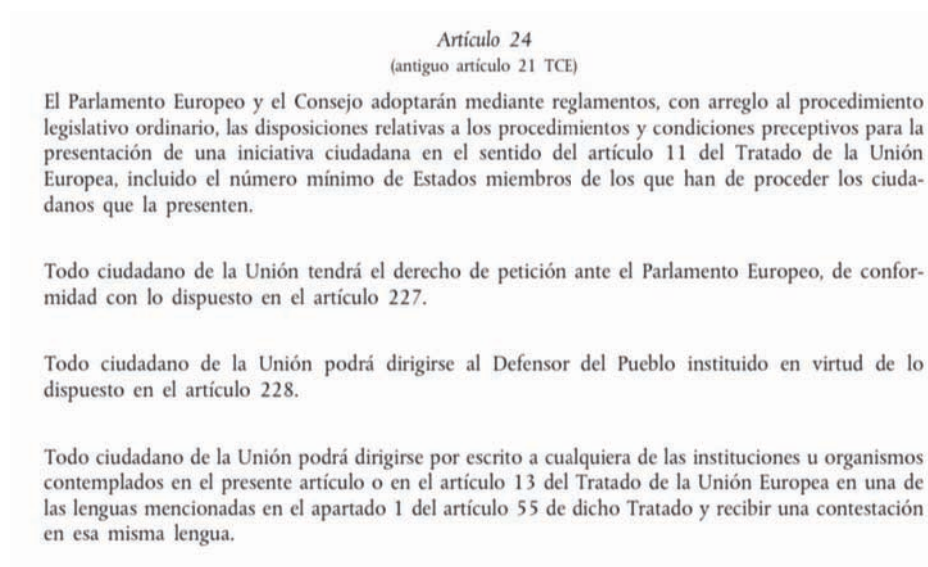 Artículo 24
(antiguo artículo 21 TCE)
El Parlamento Europeo y el Consejo adoptarán mediante reglamentos, con arreglo al procedimiento
legislativo ordinario, las disposiciones relativas a los procedimientos y condiciones preceptivos para la
presentación de una iniciativa ciudadana en el sentido del artículo 11 del Tratado de la Unión
Europea, incluido el número mínimo de Estados miembros de los que han de proceder los ciuda-
danos que la presenten.
Todo ciudadano de la Unión tendrá el derecho de petición ante el Parlamento Europeo, de confor-
midad con lo dispuesto en el artículo 227.
Todo ciudadano de la Unión podrá dirigirse al Defensor del Pueblo instituido en virtud de lo
dispuesto en el artículo 228.
Todo ciudadano de la Unión podrá dirigirse por escrito a cualquiera de las instituciones u organismos
contemplados en el presente artículo o en el artículo 13 del Tratado de la Unión Europea en una de
las lenguas mencionadas en el apartado 1 del artículo 55 de dicho Tratado y recibir una contestación
en esa misma lengua.